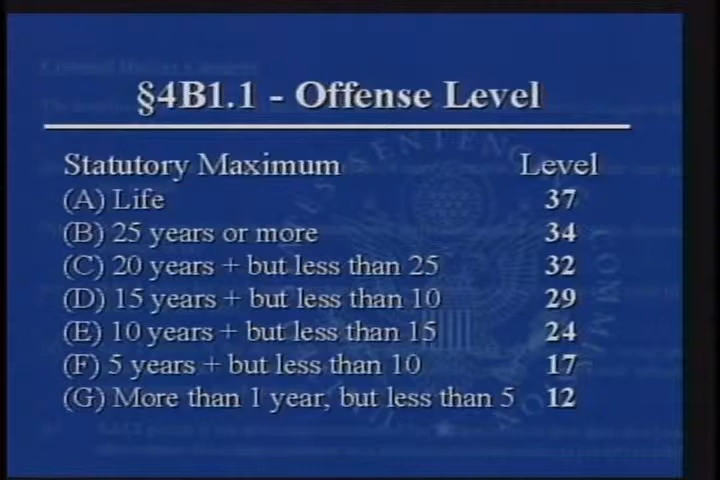 §4B1.1 - Offense Level
Statutory Maximum Level
(A) Life 37
(B) 25 years or more 34
(C) 20 years + but less than 25 32
(D) 15 years + but less than 10 29
(E) 10 years + but less than 15 24
(F) 5 years + but less than 10 17
(G) More than 1 year, but less than 5 12